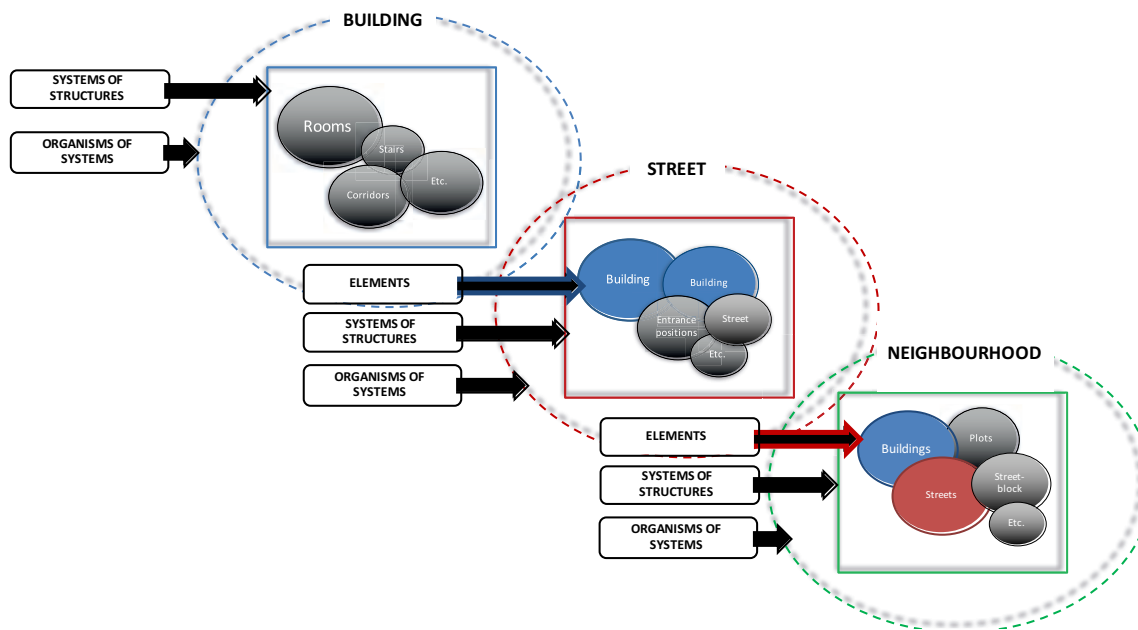 BUILDING
SYSTEMS OF
STRUCTURES
ORGANISMS OF
SYSTEMS
Rooms
Stairs
Corridors
Etc.
STREET
ELEMENTS
SYSTEMS OF
STRUCTURES
ORGANISMS OF
SYSTEMS
Building
Building
Entrance
positions
Street
Etc.
NEIGHBOURHOOD
ELEMENTS
SYSTEMS OF
STRUCTURES
ORGANISMS OF
SYSTEMS
Buildings
Plots
Streets
Street-
block
Etc.